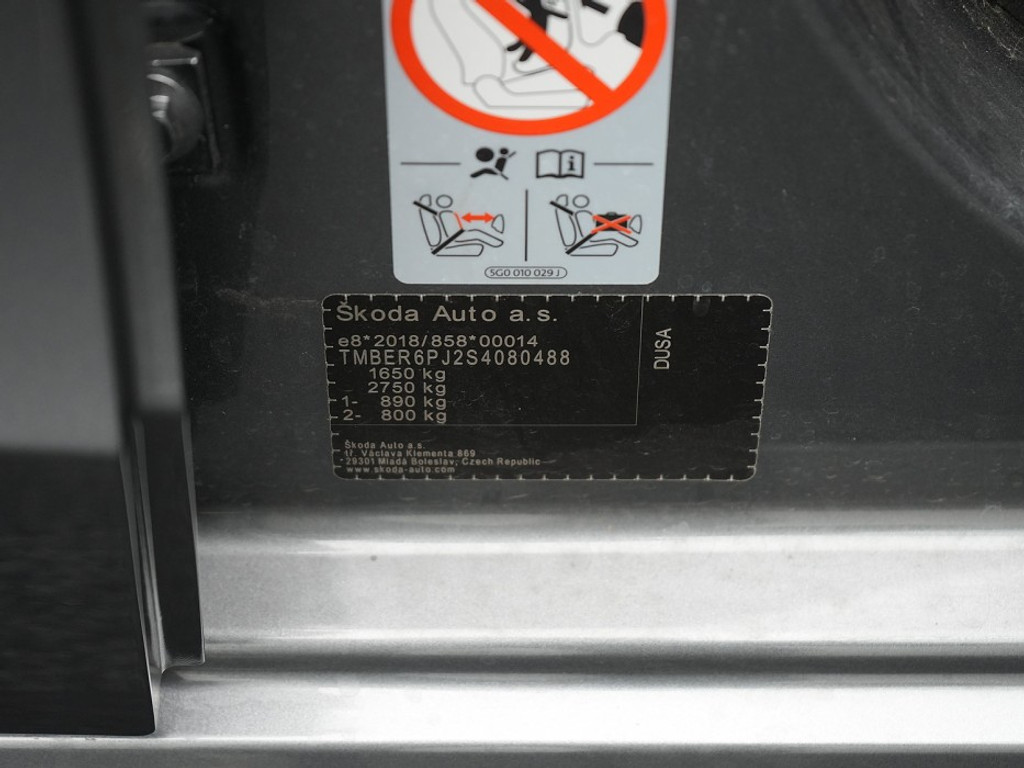 5G0 010 029 J
Škoda Auto a.s.
e8*2018/858*00014
TMBER6PJ2S4080488
1650 kg
2750 kg
1- 890 kg
2- 800 kg
DUSA
Škoda Auto a.s.
tř. Václava Klementa 869
29301 Mladá Boleslav, Czech Republic
www.skoda-auto.com